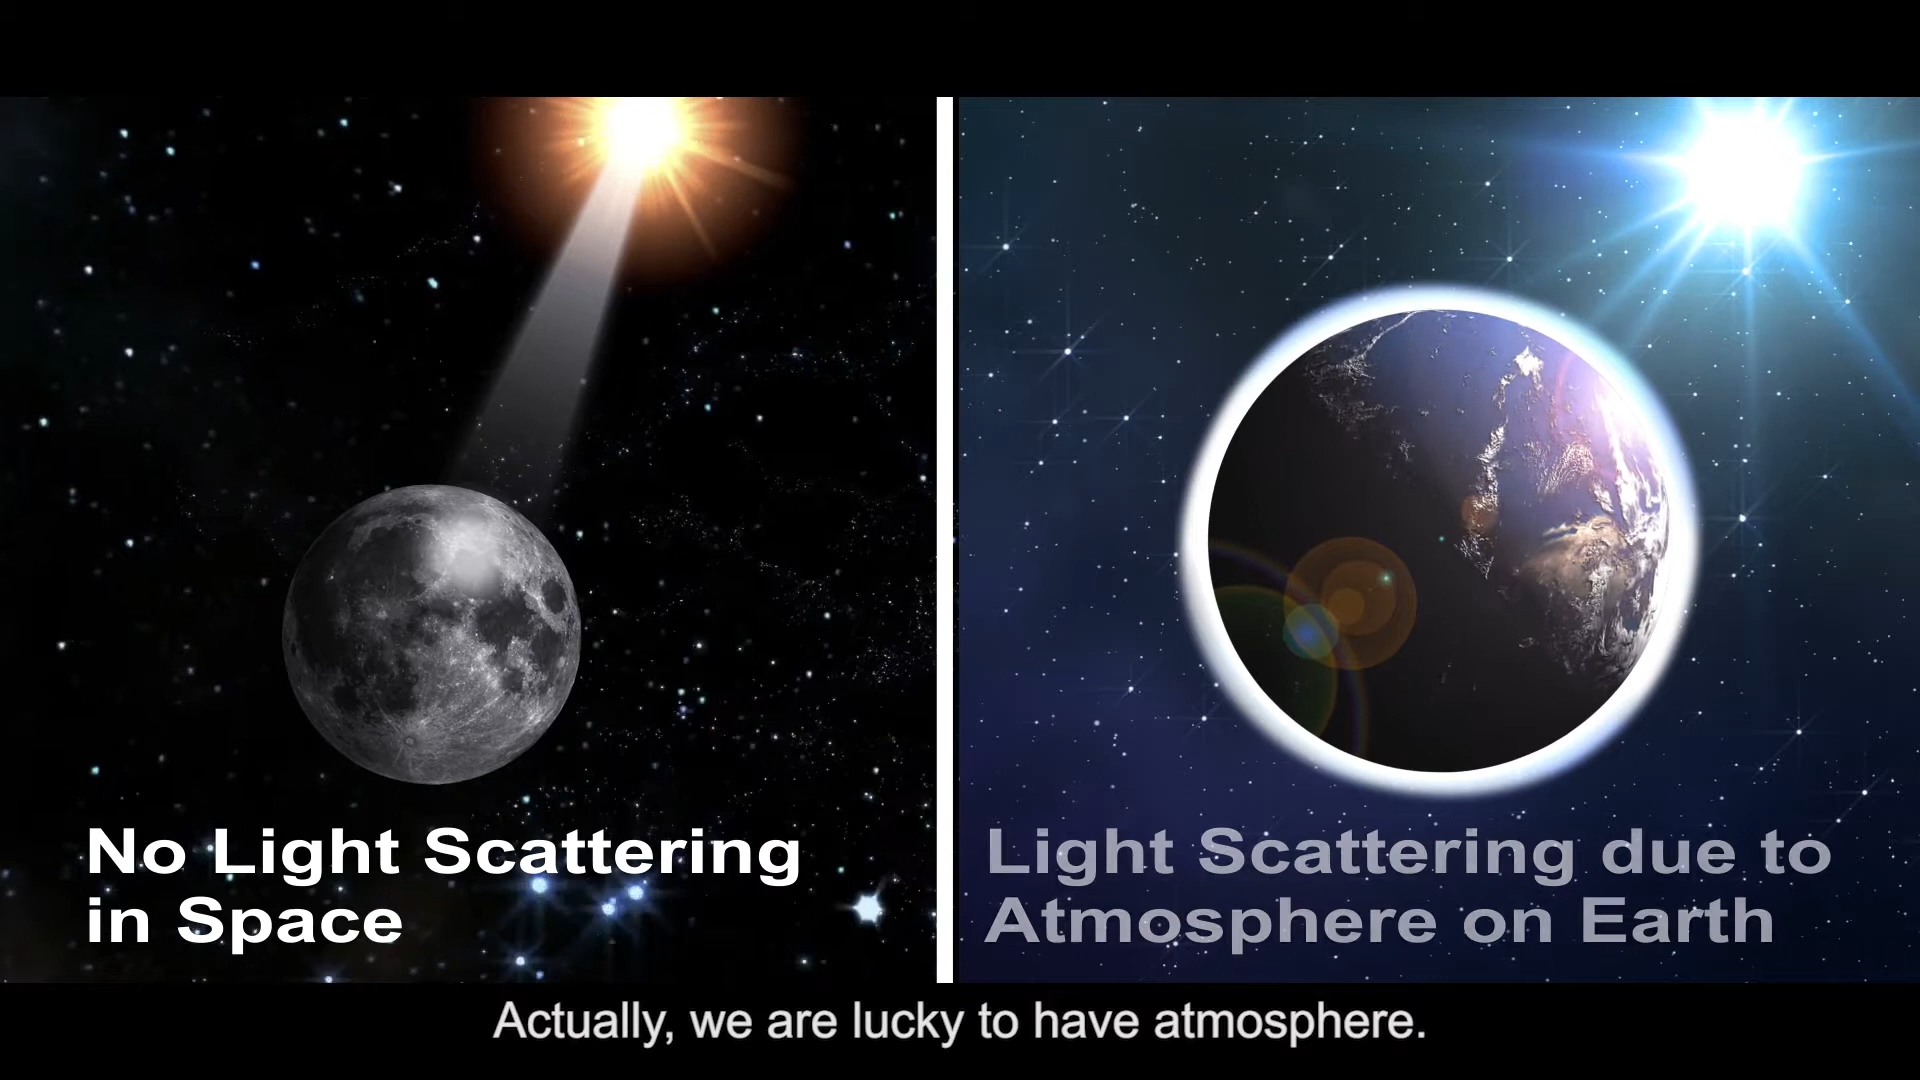 No Light Scattering
in Space
Light Scattering due to
Atmosphere on Earth
Actually, we are lucky to have atmosphere.